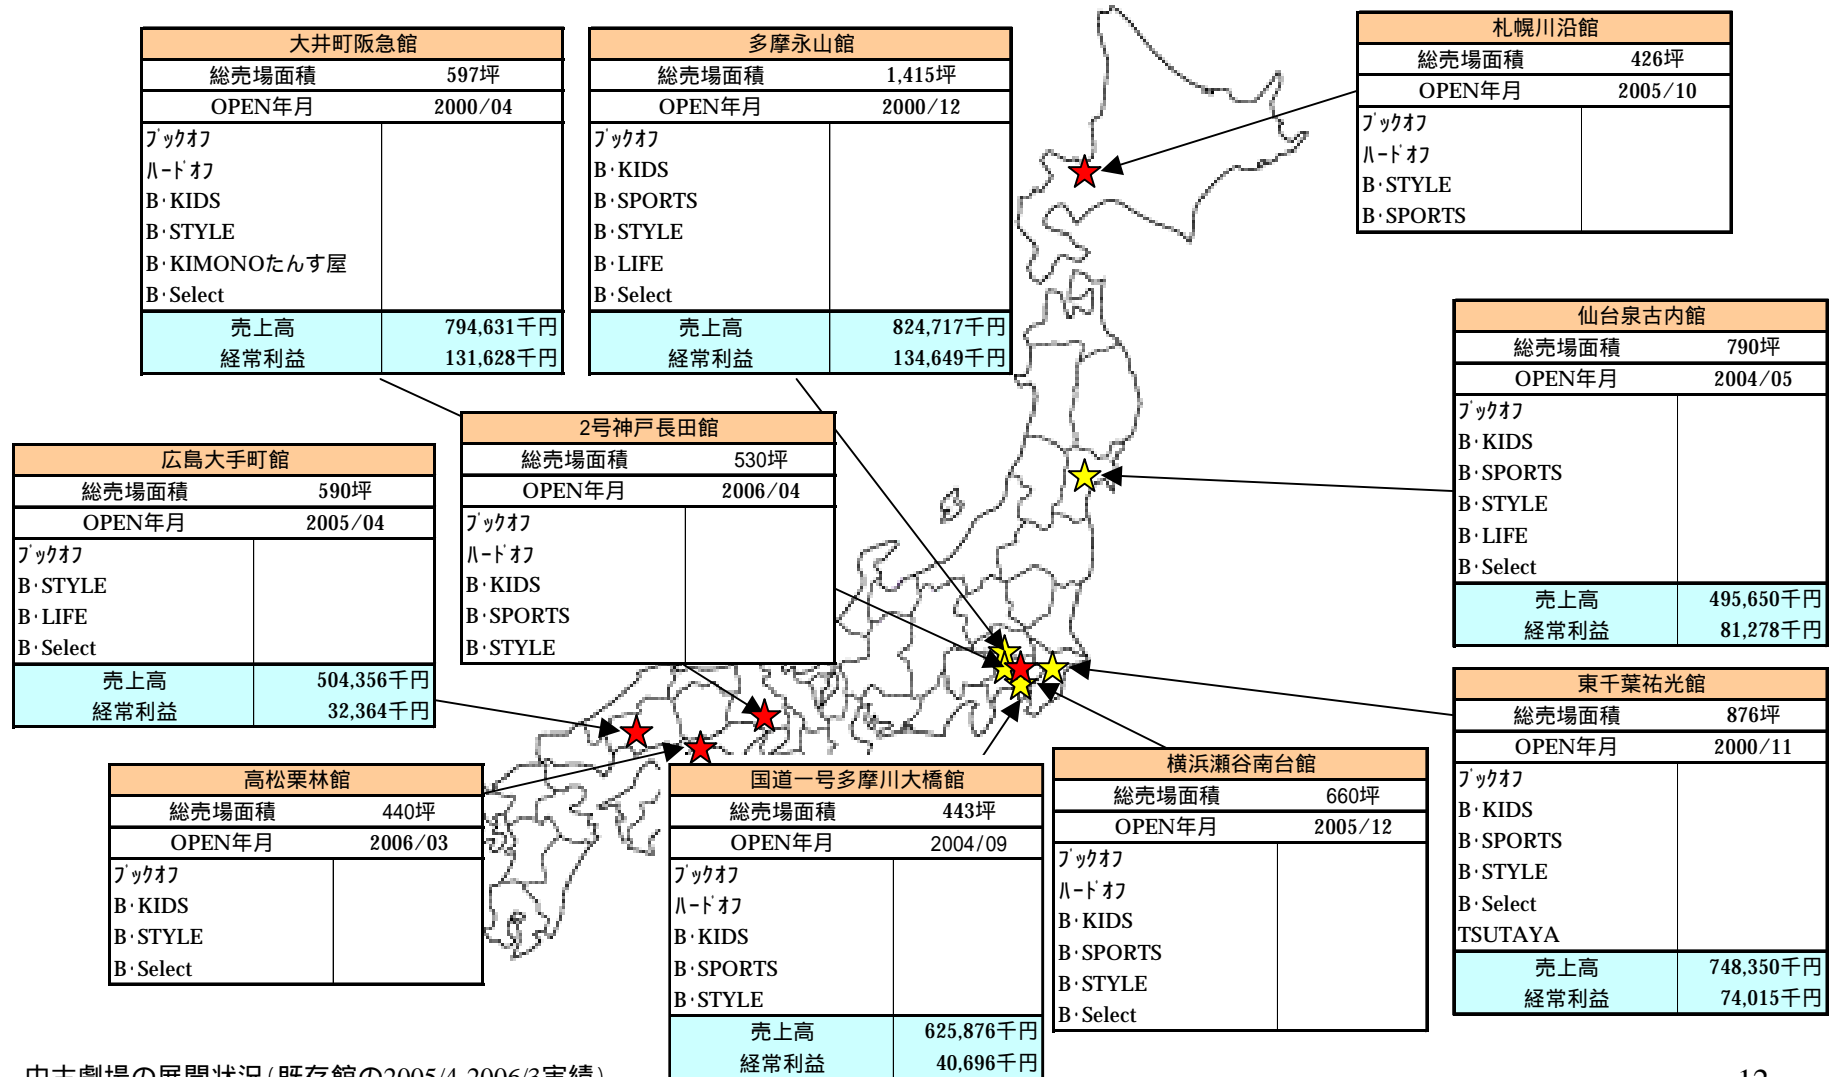 大井町阪急館
総売場面積 597坪
OPEN年月 2000/04
ﾌﾞｯｸｵﾌ
ﾊｰﾄﾞｵﾌ
B･KIDS
B･STYLE
B･KIMONOたんす屋
B･Select
売上高 794,631千円
経常利益 131,628千円
多摩永山館
総売場面積 1,415坪
OPEN年月 2000/12
ﾌﾞｯｸｵﾌ
B･KIDS
B･SPORTS
B･STYLE
B･LIFE
B･Select
売上高 824,717千円
経常利益 134,649千円
札幌川沿館
総売場面積 426坪
OPEN年月 2005/10
ﾌﾞｯｸｵﾌ
ﾊｰﾄﾞｵﾌ
B･STYLE
B･SPORTS
仙台泉古内館
総売場面積 790坪
OPEN年月 2004/05
ﾌﾞｯｸｵﾌ
B･KIDS
B･SPORTS
B･STYLE
B･LIFE
B･Select
売上高 495,650千円
経常利益 81,278千円
2号神戸長田館
総売場面積 530坪
OPEN年月 2006/04
ﾌﾞｯｸｵﾌ
ﾊｰﾄﾞｵﾌ
B･KIDS
B･SPORTS
B･STYLE
広島大手町館
総売場面積 590坪
OPEN年月 2005/04
ﾌﾞｯｸｵﾌ
B･STYLE
B･LIFE
B･Select
売上高 504,356千円
経常利益 32,364千円
東千葉祐光館
総売場面積 876坪
OPEN年月 2000/11
ﾌﾞｯｸｵﾌ
B･KIDS
B･SPORTS
B･STYLE
B･Select
TSUTAYA
売上高 748,350千円
経常利益 74,015千円
高松栗林館
総売場面積 440坪
OPEN年月 2006/03
ﾌﾞｯｸｵﾌ
B･KIDS
B･STYLE
B･Select
国道一号多摩川大橋館
総売場面積 443坪
OPEN年月 2004/09
ﾌﾞｯｸｵﾌ
ﾊｰﾄﾞｵﾌ
B･KIDS
B･SPORTS
B･STYLE
売上高 625,876千円
経常利益 40,696千円
横浜瀬谷南台館
総売場面積 660坪
OPEN年月 2005/12
ﾌﾞｯｸｵﾌ
ﾊｰﾄﾞｵﾌ
B･KIDS
B･SPORTS
B･STYLE
B･Select
中古劇場の展開状況(既存館の2005/4-2006/3実績)
12